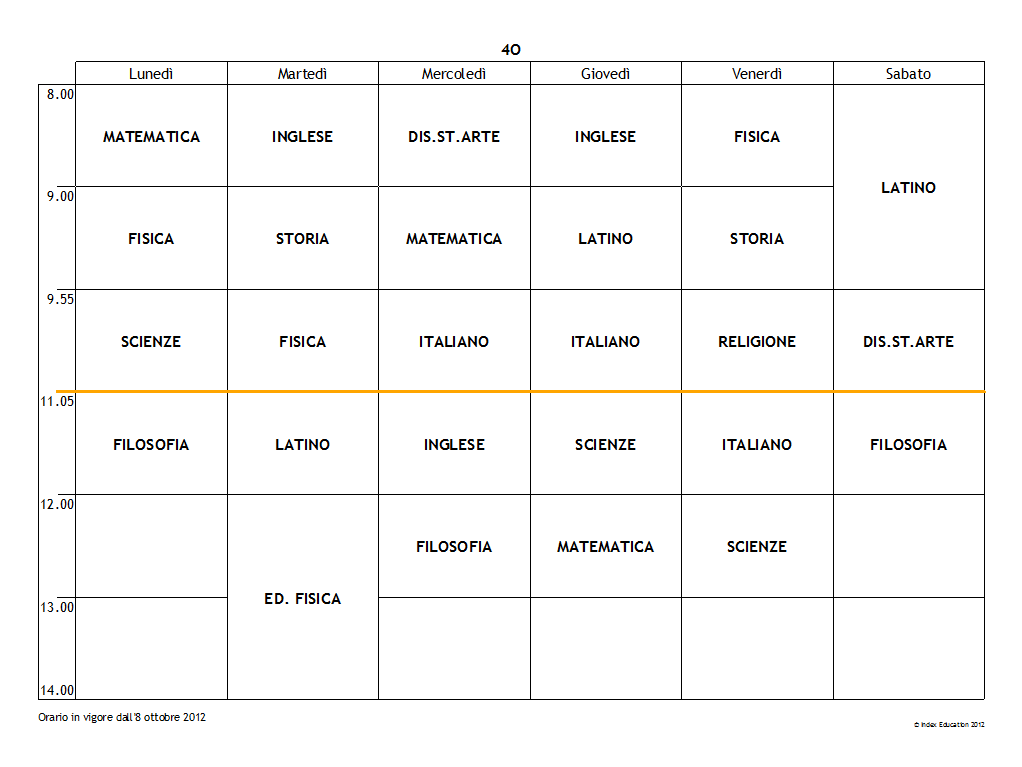 4O
Lunedì Martedì Mercoledì Giovedì Venerdì Sabato
8.00
MATEMATICA INGLESE DIS.ST.ARTE INGLESE FISICA
LATINO
9.00
FISICA STORIA MATEMATICA LATINO STORIA
9.55
SCIENZE FISICA ITALIANO ITALIANO RELIGIONE DIS.ST.ARTE
11.05
FILOSOFIA LATINO INGLESE SCIENZE ITALIANO FILOSOFIA
12.00
FILOSOFIA MATEMATICA SCIENZE
ED. FISICA
13.00
14.00
Orario in vigore dall'8 ottobre 2012
© Index Education 2012